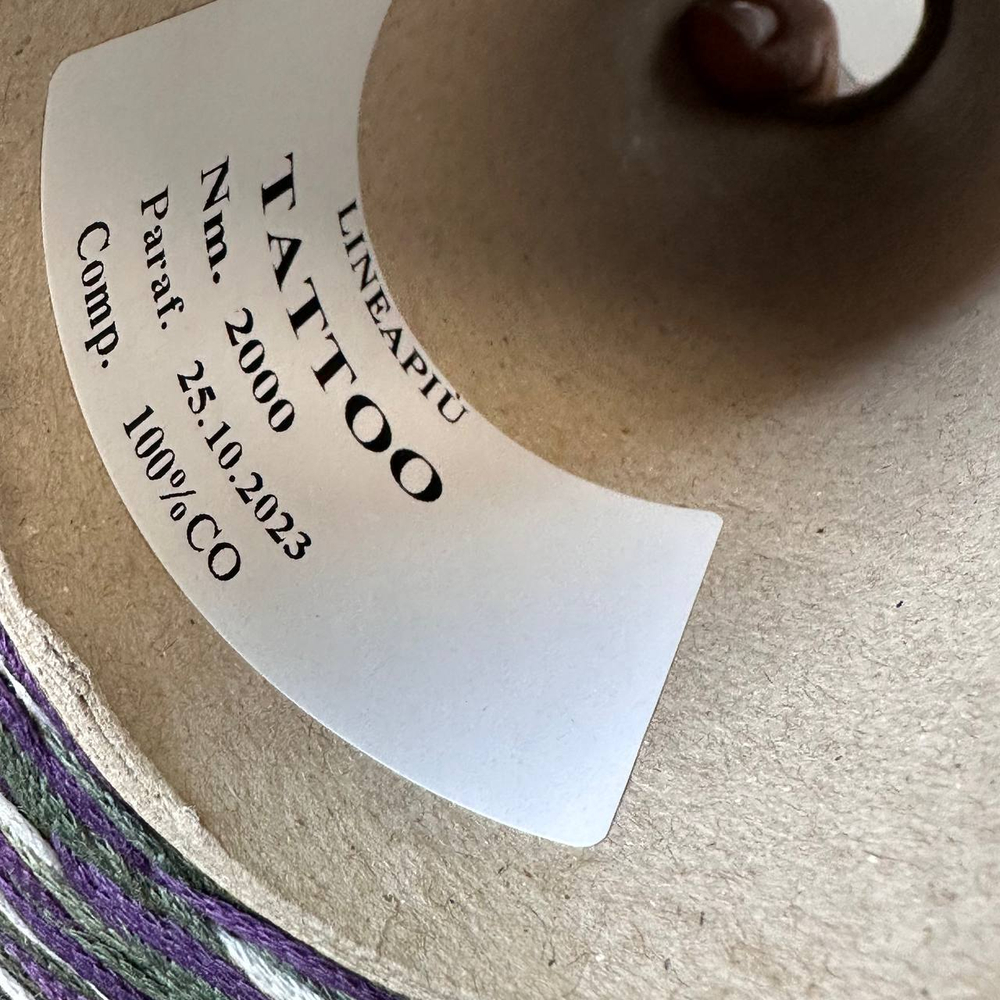 LINEAPIÙ
TATTOO
Nm. 2000
Paraf. 25.10.2023
Comp. 100%CO